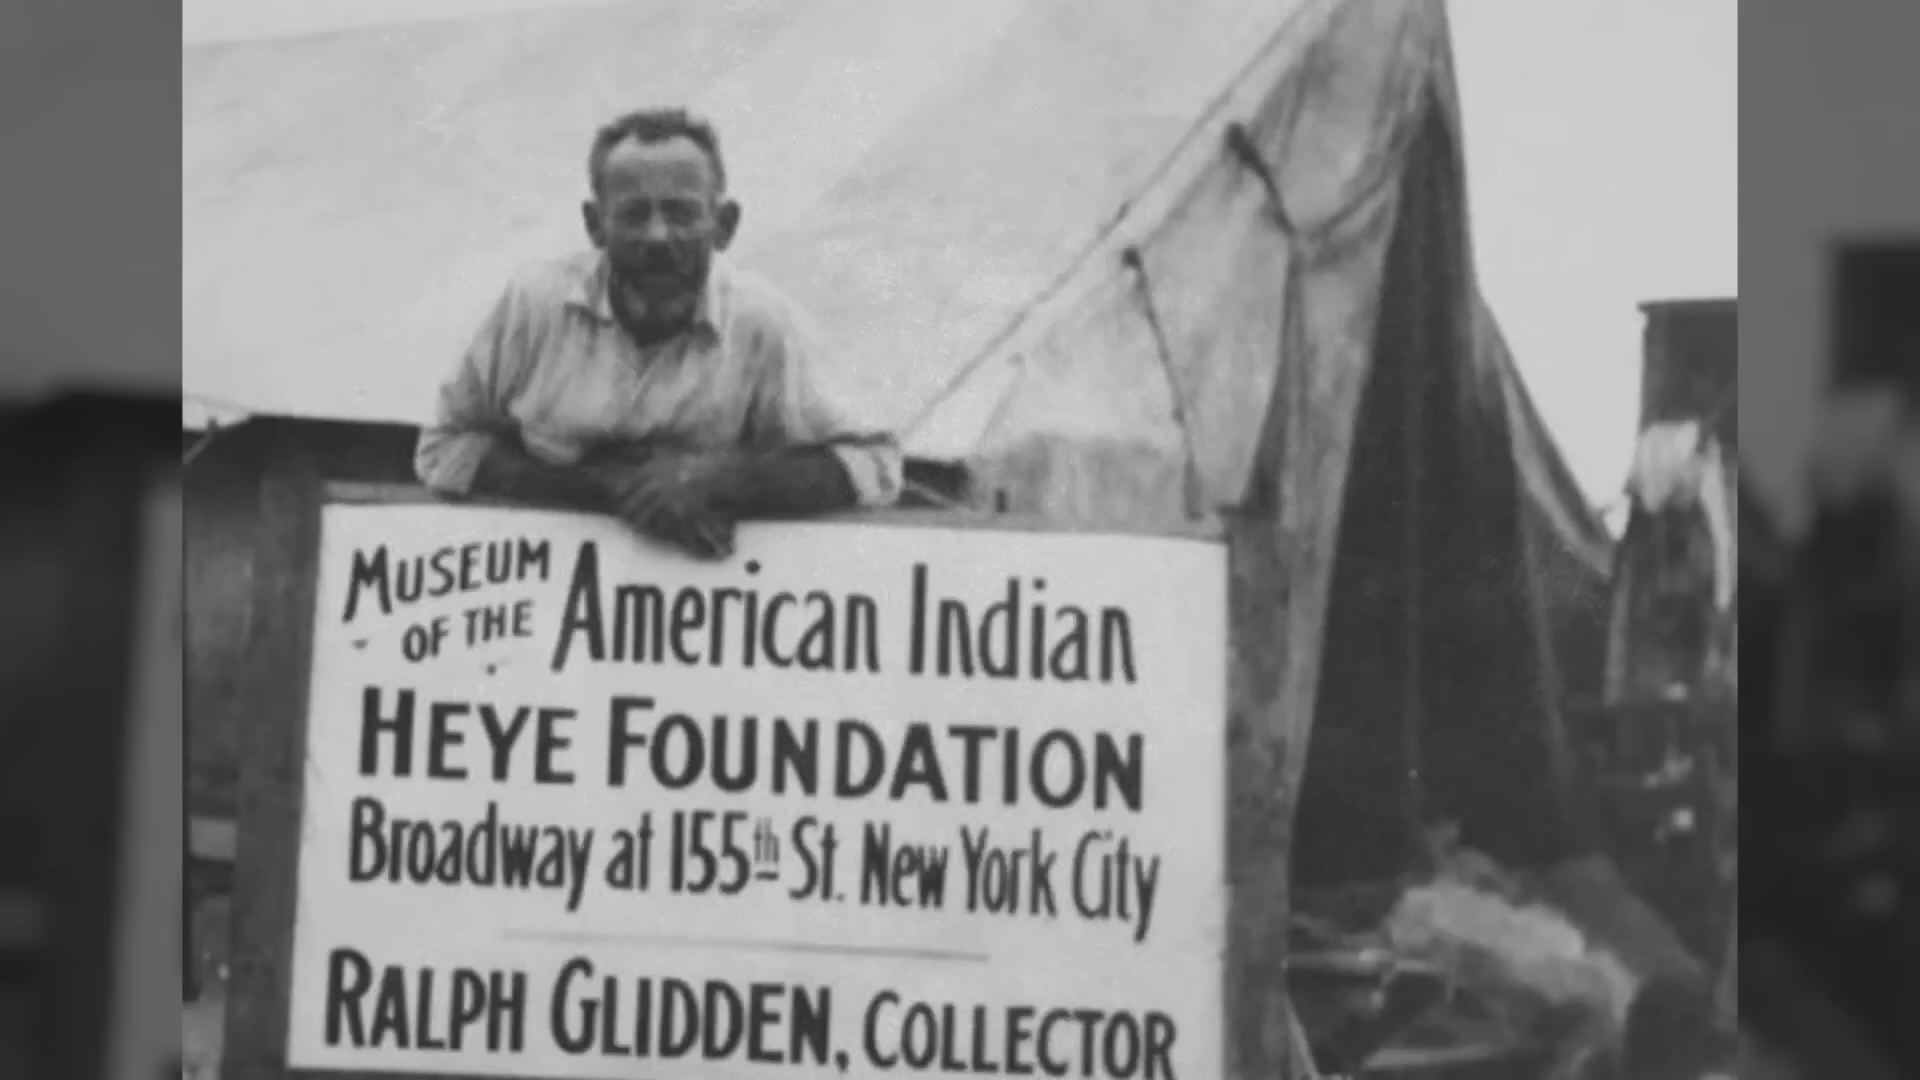 MUSEUM
OF THE
American Indian
HEYE FOUNDATION
Broadway at 155th St. New York City
RALPH GLIDDEN, COLLECTOR